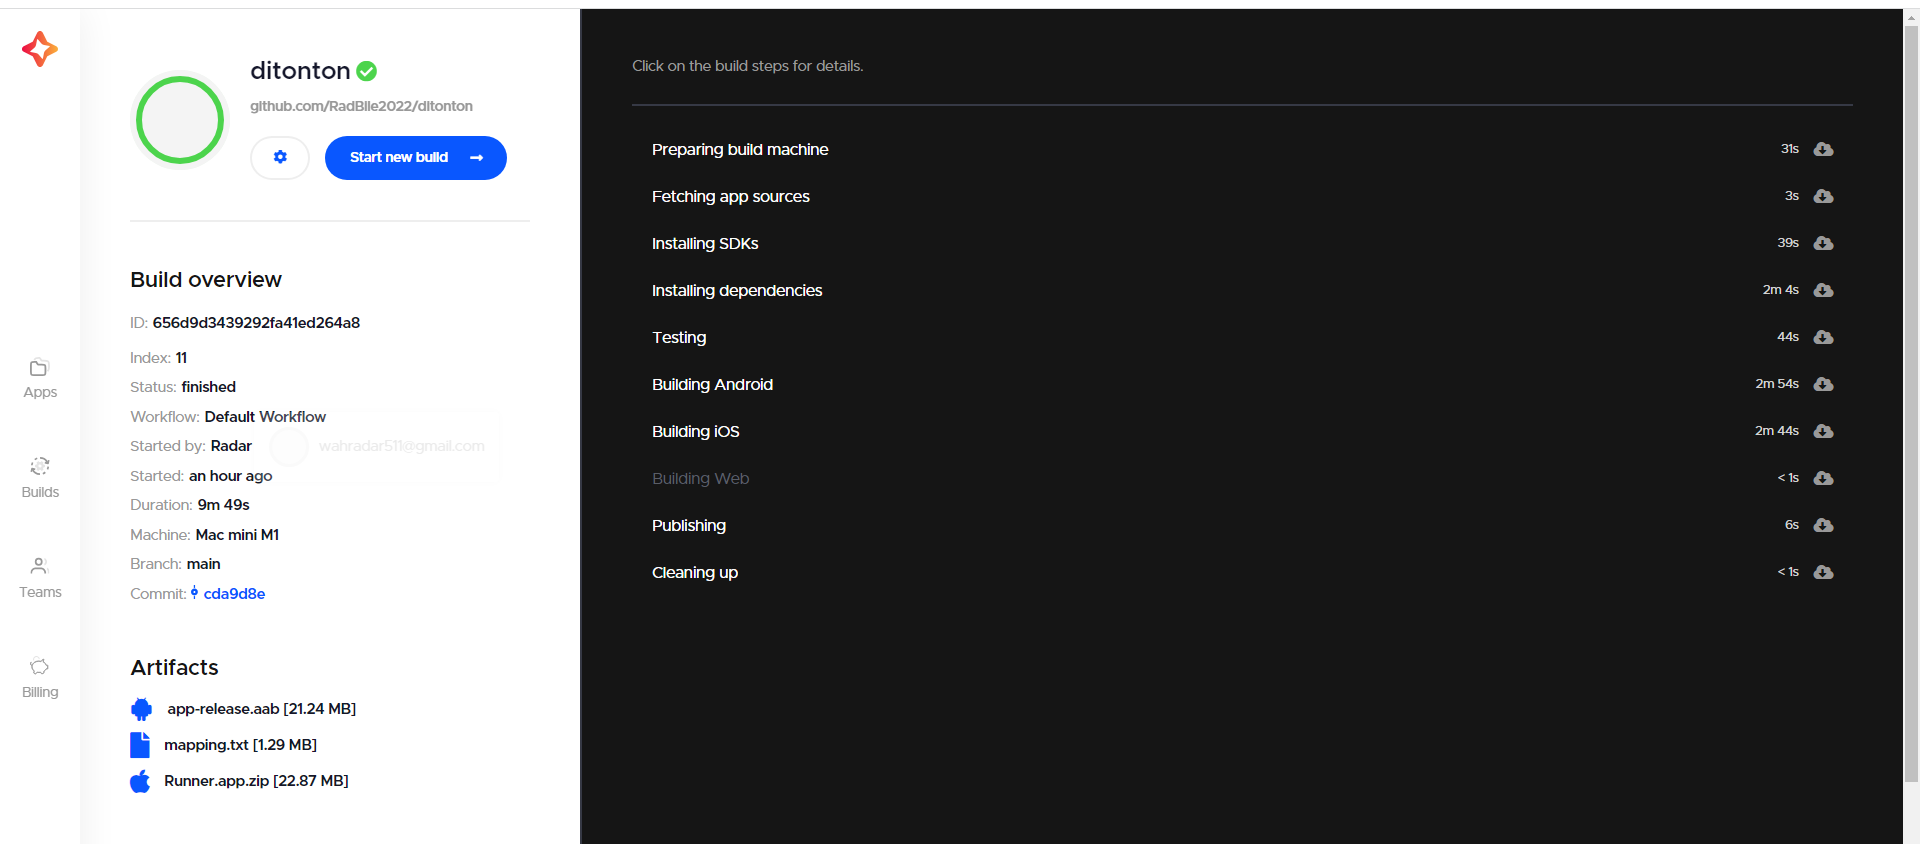 ditonton
github.com/RadBlle2022/ditonton
Start new build
Build overview
ID: 656d9d3439292fa41ed264a8
Index: 11
Status: finished
Workflow: Default Workflow
Started by: Radar
wahradar511@gmail.com
Started: an hour ago
Duration: 9m 49s
Machine: Mac mini M1
Branch: main
Commit: cda9d8e
Artifacts
app-release.aab [21.24 MB]
mapping.txt [1.29 MB]
Runner.app.zip [22.87 MB]
Apps
Builds
Teams
Billing
Click on the build steps for details.
Preparing build machine 31s
Fetching app sources 3s
Installing SDKs 39s
Installing dependencies 2m 4s
Testing 44s
Building Android 2m 54s
Building iOS 2m 44s
Building Web < 1s
Publishing 6s
Cleaning up < 1s